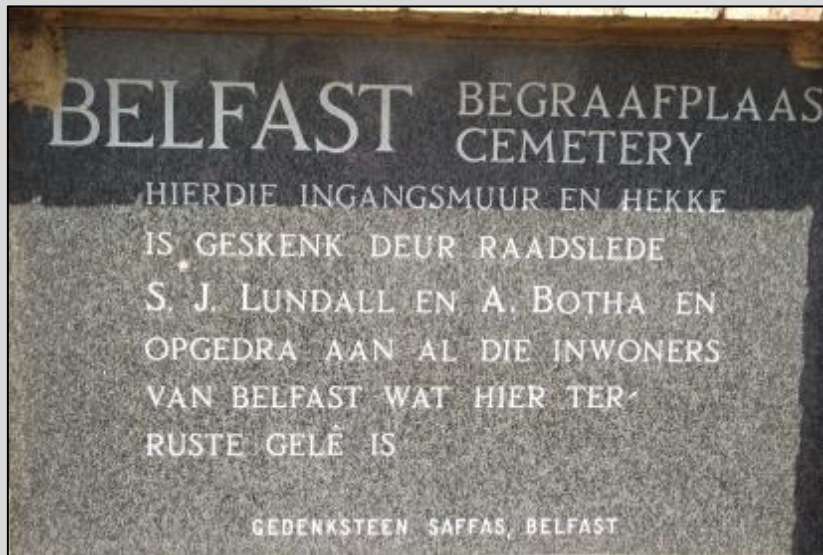 BELFAST BEGRAAFPLAAS
CEMETERY
HIERDIE INGANGSMUUR EN HEKKE
IS GESKENK DEUR RAADSLEDE
S. J. LUNDALL EN A. BOTHA EN
OPGEDRA AAN AL DIE INWONERS
VAN BELFAST WAT HIER TER-
RUSTE GELÊ IS
GEDENKSTEEN SAFFAS, BELFAST